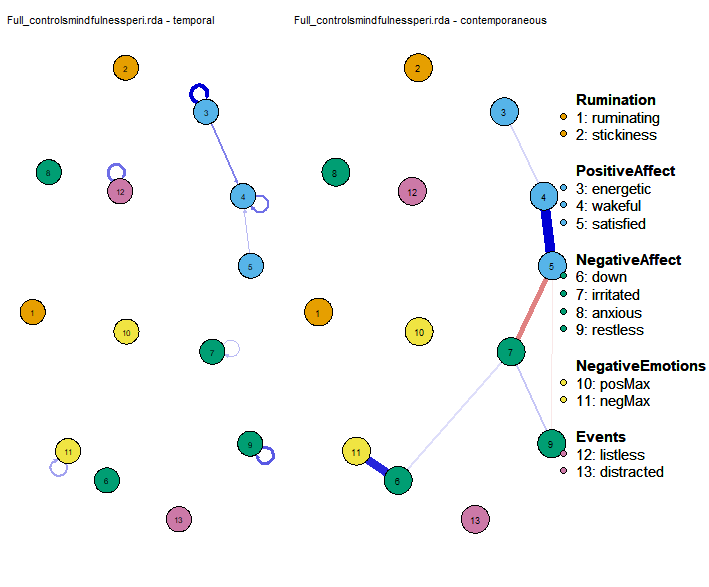 Full_controlsmindfulnessperi.rda - temporal
Full_controlsmindfulnessperi.rda - contemporaneous
2
3
8
12
4
5
1
10
7
11
9
6
13
2
3
8
12
4
5
1
10
7
11
9
6
13
Rumination
1: ruminating
2: stickiness
PositiveAffect
3: energetic
4: wakeful
5: satisfied
NegativeAffect
6: down
7: irritated
8: anxious
9: restless
NegativeEmotions
10: posMax
11: negMax
Events
12: listless
13: distracted